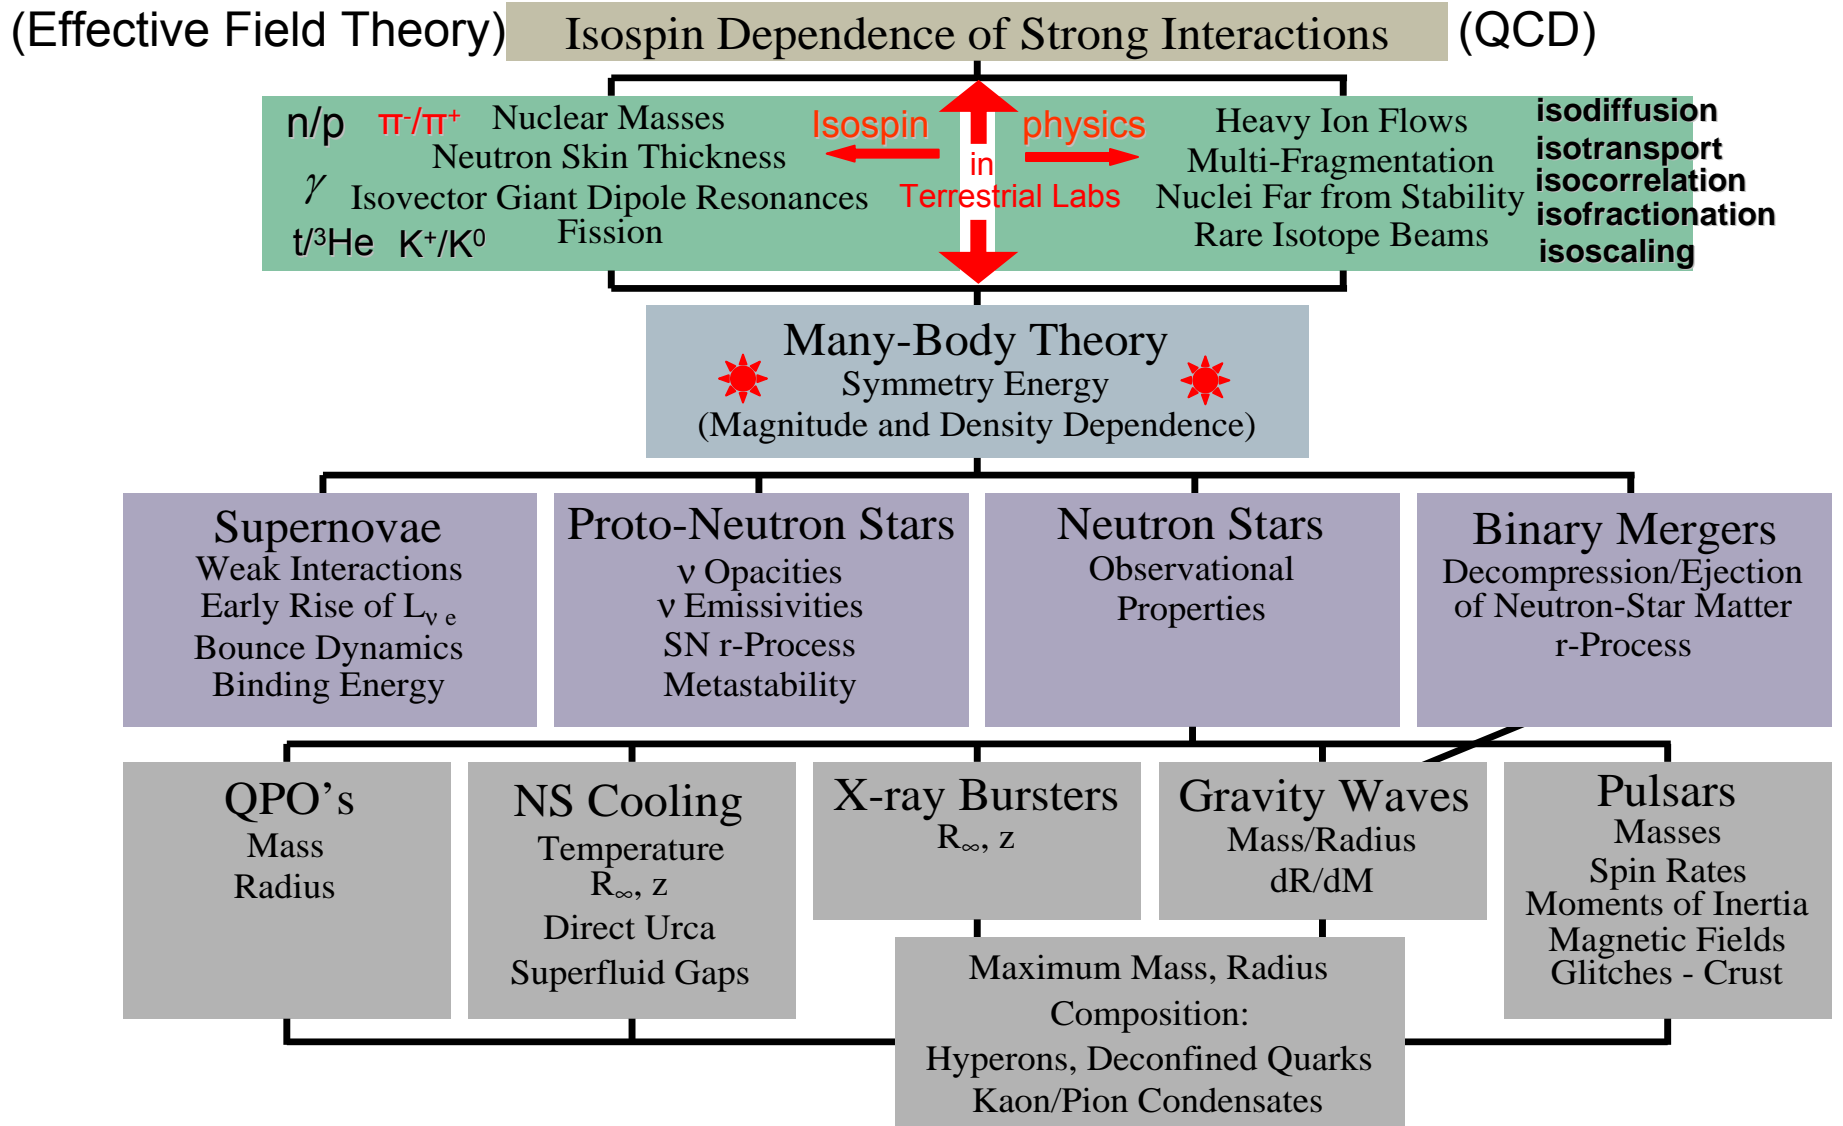 (Effective Field Theory) Isospin Dependence of Strong Interactions (QCD)
n/p π⁻/π⁺
γ
t/³He K⁺/K⁰
Nuclear Masses
Neutron Skin Thickness
Isovector Giant Dipole Resonances
Fission
Isospin physics
in
Terrestrial Labs
Heavy Ion Flows
Multi-Fragmentation
Nuclei Far from Stability
Rare Isotope Beams
isodiffusion
isotransport
isocorrelation
isofractionation
isoscaling
Many-Body Theory
Symmetry Energy
(Magnitude and Density Dependence)
Supernovae
Weak Interactions
Early Rise of L_ν e
Bounce Dynamics
Binding Energy
Proto-Neutron Stars
ν Opacities
ν Emissivities
SN r-Process
Metastability
Neutron Stars
Observational
Properties
Binary Mergers
Decompression/Ejection
of Neutron-Star Matter
r-Process
QPO's
Mass
Radius
NS Cooling
Temperature
R∞, z
Direct Urca
Superfluid Gaps
X-ray Bursters
R∞, z
Gravity Waves
Mass/Radius
dR/dM
Pulsars
Masses
Spin Rates
Moments of Inertia
Magnetic Fields
Glitches - Crust
Maximum Mass, Radius
Composition:
Hyperons, Deconfined Quarks
Kaon/Pion Condensates